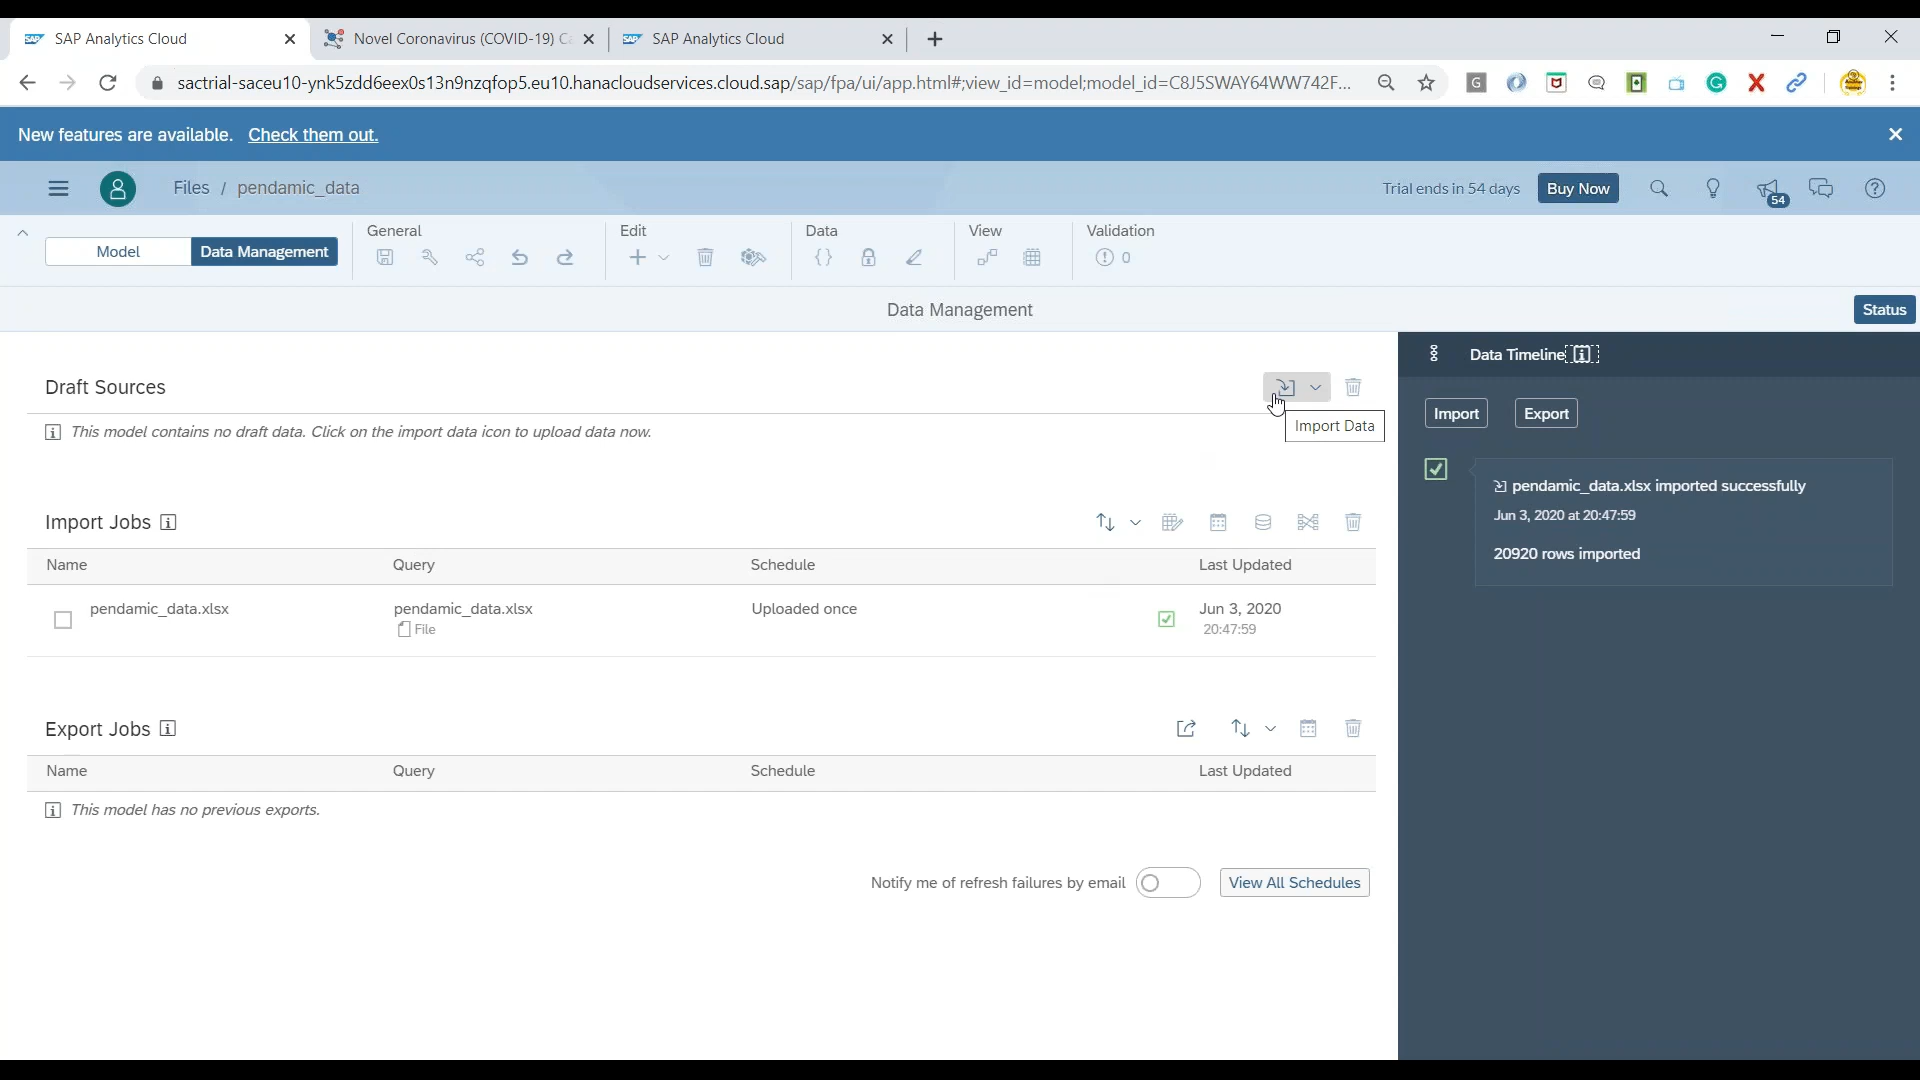 SAP SAP Analytics Cloud
Novel Coronavirus (COVID-19) C
SAP SAP Analytics Cloud
sactrial-saceu10-ynk5zdd6eex0s13n9nzqfop5.eu10.hanacloudservices.cloud.sap/sap/fpa/ui/app.html#;view_id=model;model_id=C8J5SWAY64WW742F...
New features are available. Check them out.
Files / pendamic_data
Trial ends in 54 days
Buy Now
54
Model
Data Management
General
Edit
Data
View
Validation
0
Data Management
Status
Draft Sources
Import Data
This model contains no draft data. Click on the import data icon to upload data now.
Import Jobs
Name Query Schedule Last Updated
pendamic_data.xlsx pendamic_data.xlsx Uploaded once Jun 3, 2020
File 20:47:59
Export Jobs
Name Query Schedule Last Updated
This model has no previous exports.
Notify me of refresh failures by email
View All Schedules
Data Timeline
Import
Export
pendamic_data.xlsx imported successfully
Jun 3, 2020 at 20:47:59
20920 rows imported